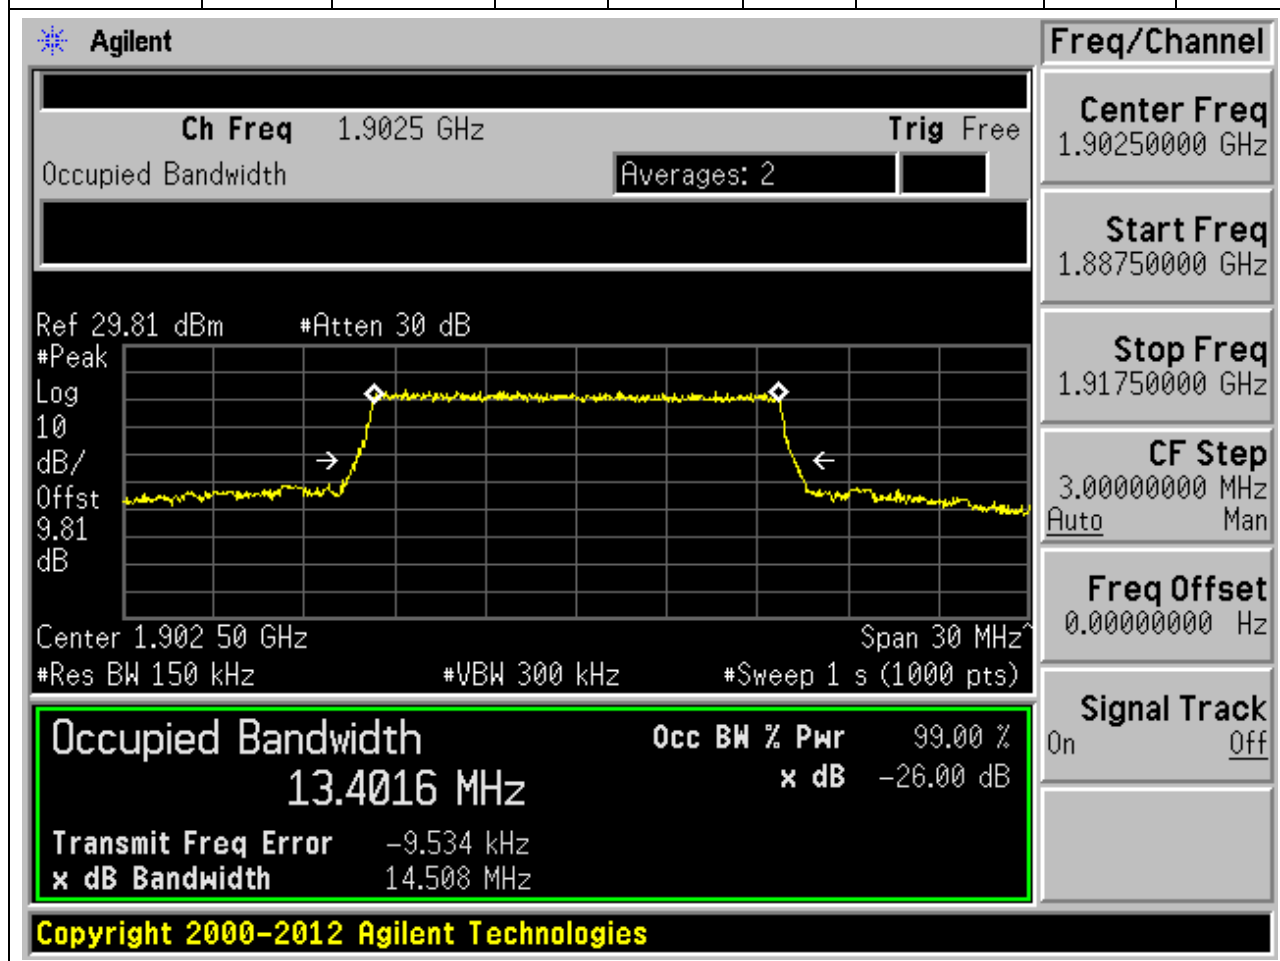 Agilent
Freq/Channel
Ch Freq 1.9025 GHz Trig Free
Occupied Bandwidth Averages: 2
Center Freq
1.90250000 GHz
Start Freq
1.88750000 GHz
Stop Freq
1.91750000 GHz
CF Step
3.00000000 MHz
Auto Man
Freq Offset
0.00000000 Hz
Signal Track
On Off
Ref 29.81 dBm #Atten 30 dB
#Peak
Log
10
dB/
Offst
9.81
dB
Center 1.902 50 GHz Span 30 MHz^
#Res BW 150 kHz #VBW 300 kHz #Sweep 1 s (1000 pts)
Occupied Bandwidth
13.4016 MHz
Occ BW % Pwr 99.00 %
x dB -26.00 dB
Transmit Freq Error -9.534 kHz
x dB Bandwidth 14.508 MHz
Copyright 2000-2012 Agilent Technologies